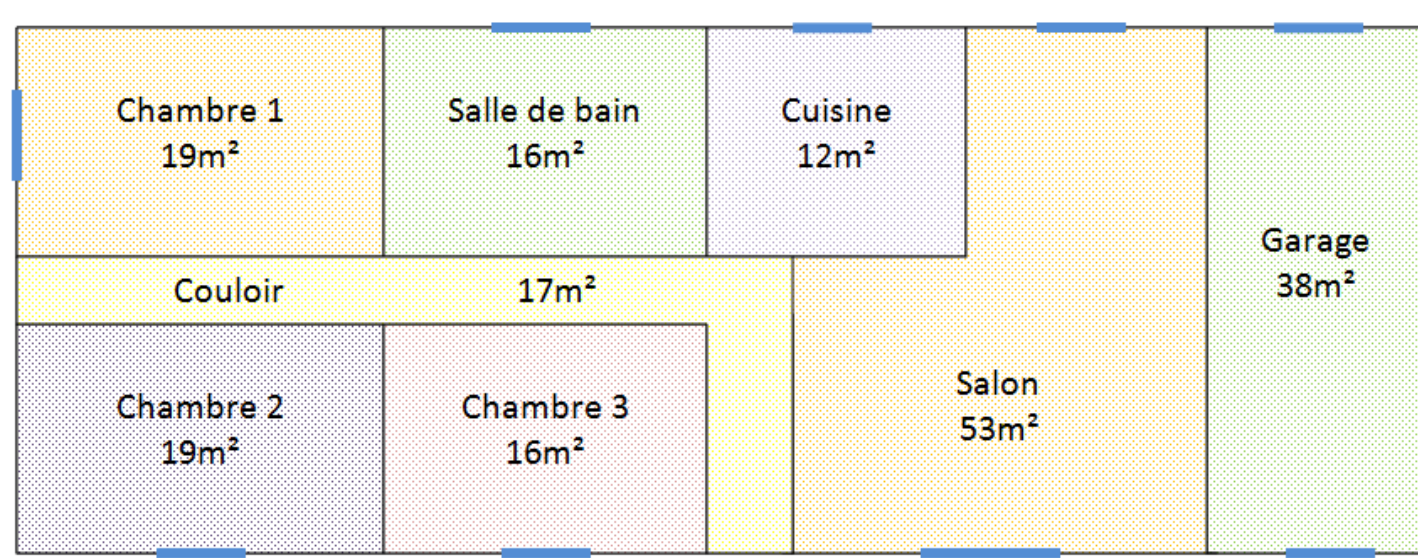 Chambre 1
19m²
Salle de bain
16m²
Cuisine
12m²
Garage
38m²
Couloir 17m²
Salon
53m²
Chambre 2
19m²
Chambre 3
16m²